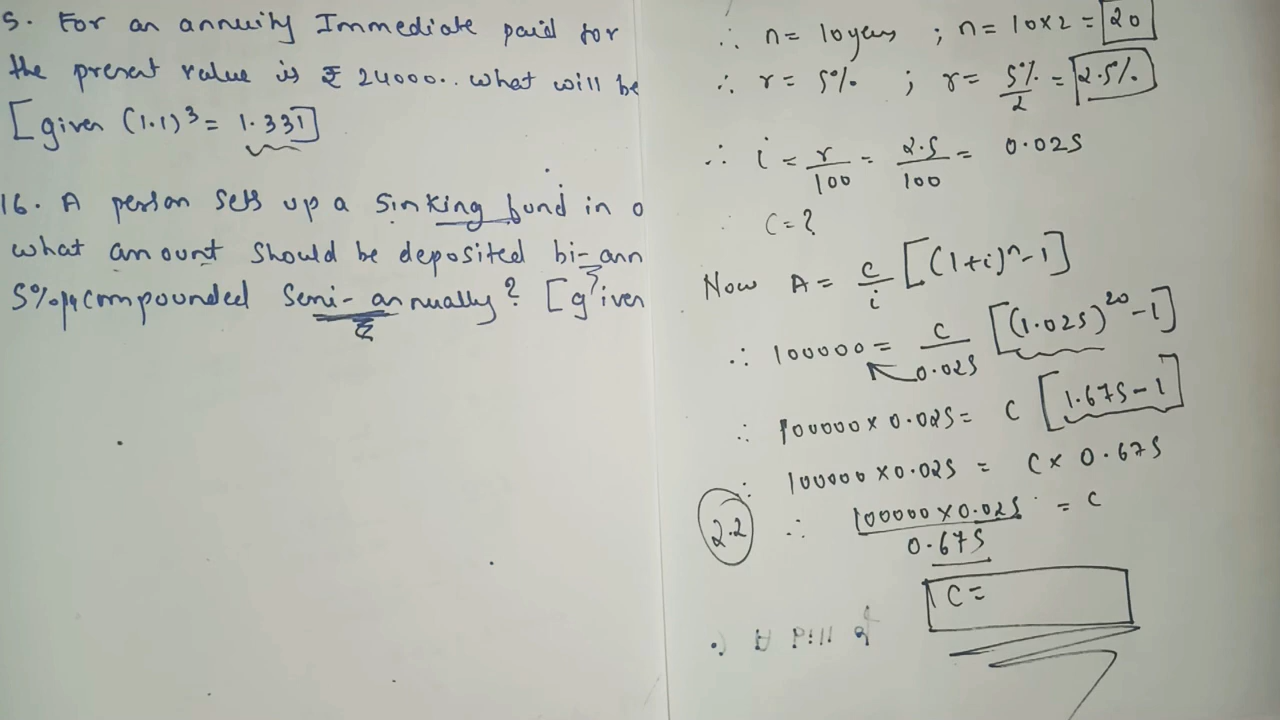 5. For an annuity Immediate paid for
the present value is ₹ 24000.. what will be
[given (1.1)³ = 1.331]
16. A person sets up a Sinking fund in o
what amount should be deposited bi-ann
5% p.a compounded Semi-annually? [given
∴ n = 10 years ; n = 10 × 2 = 20
∴ r = 5% ; r = 5%/2 = 2.5%
∴ i = r/100 = 2.5/100 = 0.025
∴ C = ?
Now A = c/i [(1+i)ⁿ - 1]
∴ 100000 = c/0.025 [(1.025)²⁰ - 1]
∴ 100000 × 0.025 = C [1.675 - 1]
∴ 100000 × 0.025 = C × 0.675
2.2 ∴ 100000 × 0.025/0.675 = C
C =
A Bill of